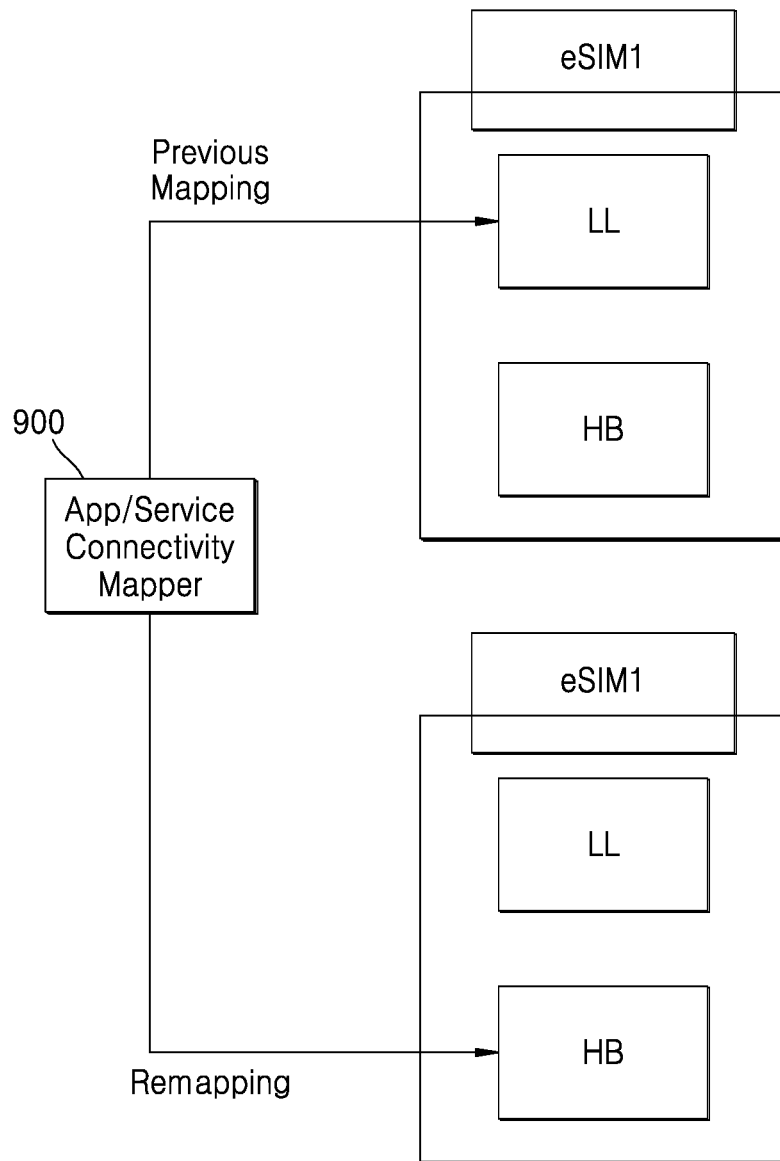 eSIM1
Previous
Mapping
LL
HB
900
App/Service
Connectivity
Mapper
eSIM1
LL
HB
Remapping